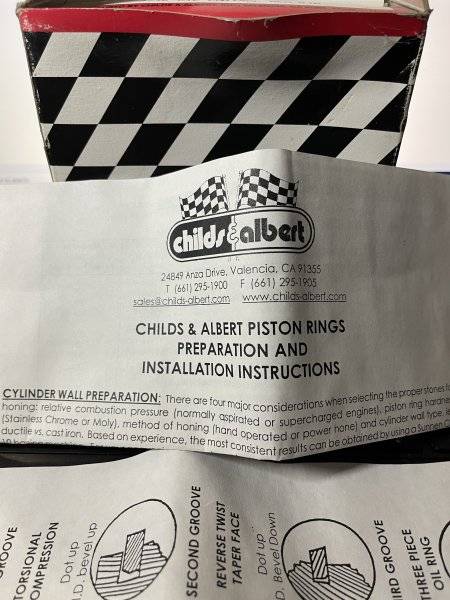 childs & albert
24849 Anza Drive, Valencia, CA 91355
T (661) 295-1900 F (661) 295-1905
sales@childs-albert.com www.childs-albert.com
CHILDS & ALBERT PISTON RINGS
PREPARATION AND
INSTALLATION INSTRUCTIONS
CYLINDER WALL PREPARATION: There are four major considerations when selecting the proper stones
honing: relative combustion pressure (normally aspirated or supercharged engines), piston ring
(Stainless Chrome or Moly), method of honing (hand operated or power hone) and cylinder wall type,
ductile vs. cast iron. Based on experience, the most consistent results can be obtained by using a Sunnen
GROOVE
TORSIONAL
COMPRESSION
Dot up
I.D. bevel up
SECOND GROOVE
REVERSE TWIST
TAPER FACE
Dot up
I.D. Bevel Down
THIRD GROOVE
THREE PIECE
OIL RING